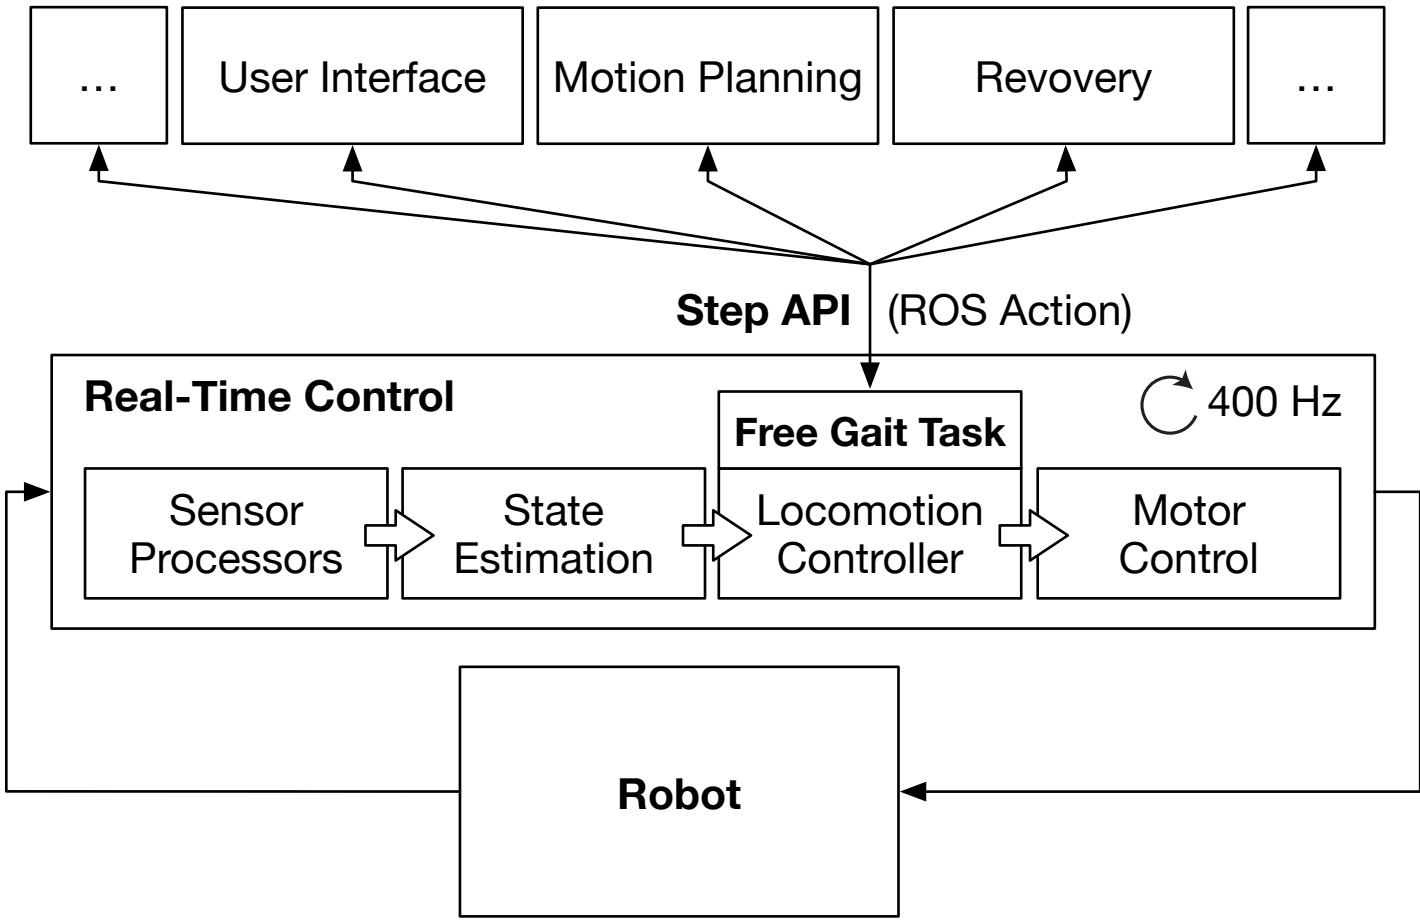 ...
User Interface
Motion Planning
Revovery
...
Step API (ROS Action)
Real-Time Control
400 Hz
Free Gait Task
Sensor
Processors
State
Estimation
Locomotion
Controller
Motor
Control
Robot